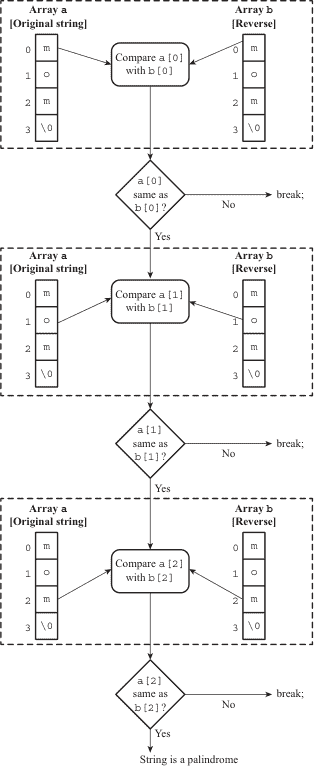 Array a
[Original string]
Array b
[Reverse]
0 m
1 o
2 m
3 \0
Compare a[0]
with b[0]
0 m
1 o
2 m
3 \0
a[0]
same as
b[0]?
No
break;
Yes
Array a
[Original string]
Array b
[Reverse]
0 m
1 o
2 m
3 \0
Compare a[1]
with b[1]
0 m
1 o
2 m
3 \0
a[1]
same as
b[1]?
No
break;
Yes
Array a
[Original string]
Array b
[Reverse]
0 m
1 o
2 m
3 \0
Compare a[2]
with b[2]
0 m
1 o
2 m
3 \0
a[2]
same as
b[2]?
No
break;
Yes
String is a palindrome